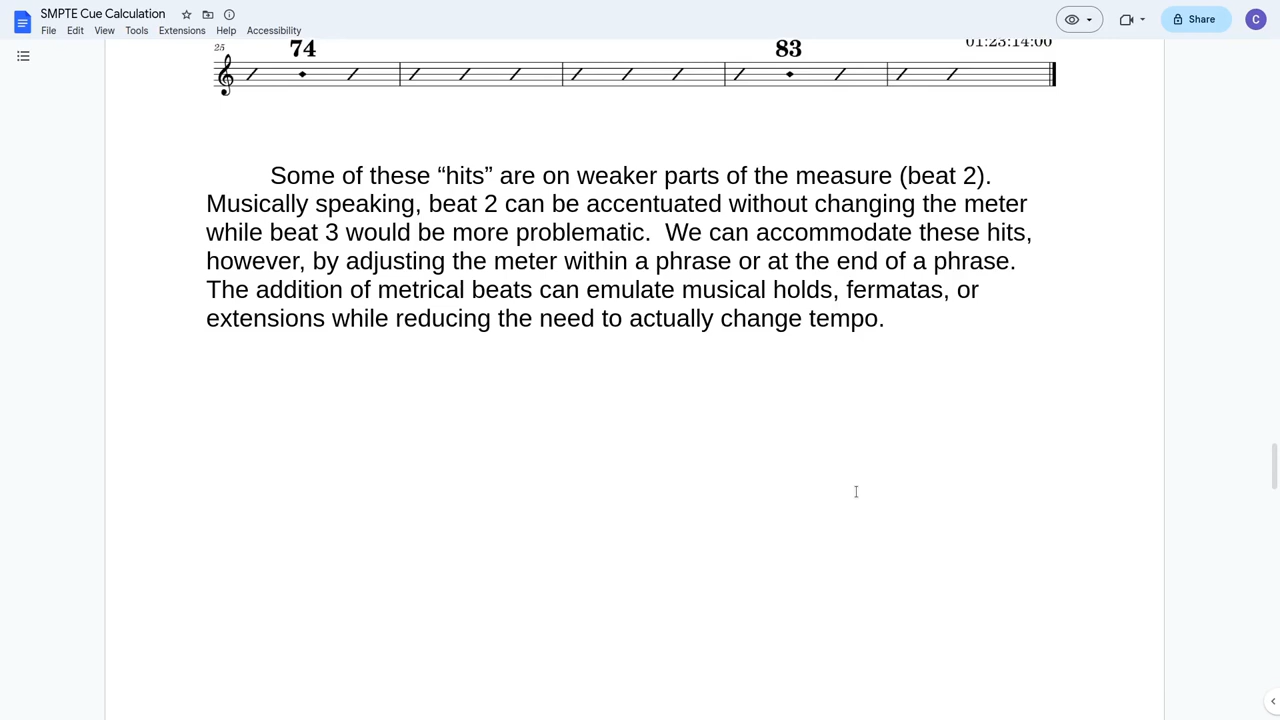 SMPTE Cue Calculation
File Edit View Tools Extensions Help Accessibility
Share
C
25
74
83
01:23:14:00
Some of these “hits” are on weaker parts of the measure (beat 2).
Musically speaking, beat 2 can be accentuated without changing the meter
while beat 3 would be more problematic.  We can accommodate these hits,
however, by adjusting the meter within a phrase or at the end of a phrase.
The addition of metrical beats can emulate musical holds, fermatas, or
extensions while reducing the need to actually change tempo.